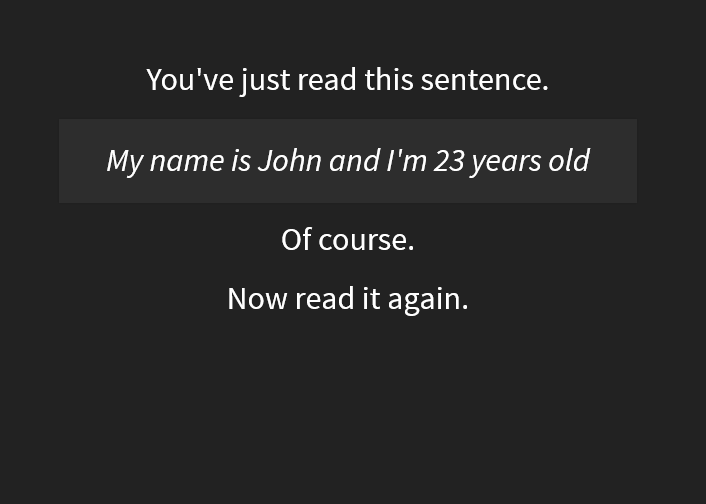 You've just read this sentence.
My name is John and I'm 23 years old
Of course.
Now read it again.